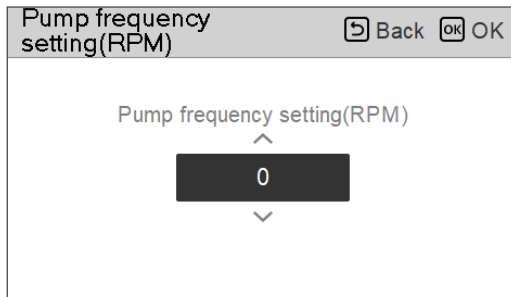 Pump frequency
setting(RPM)
Back OK OK
Pump frequency setting(RPM)
0